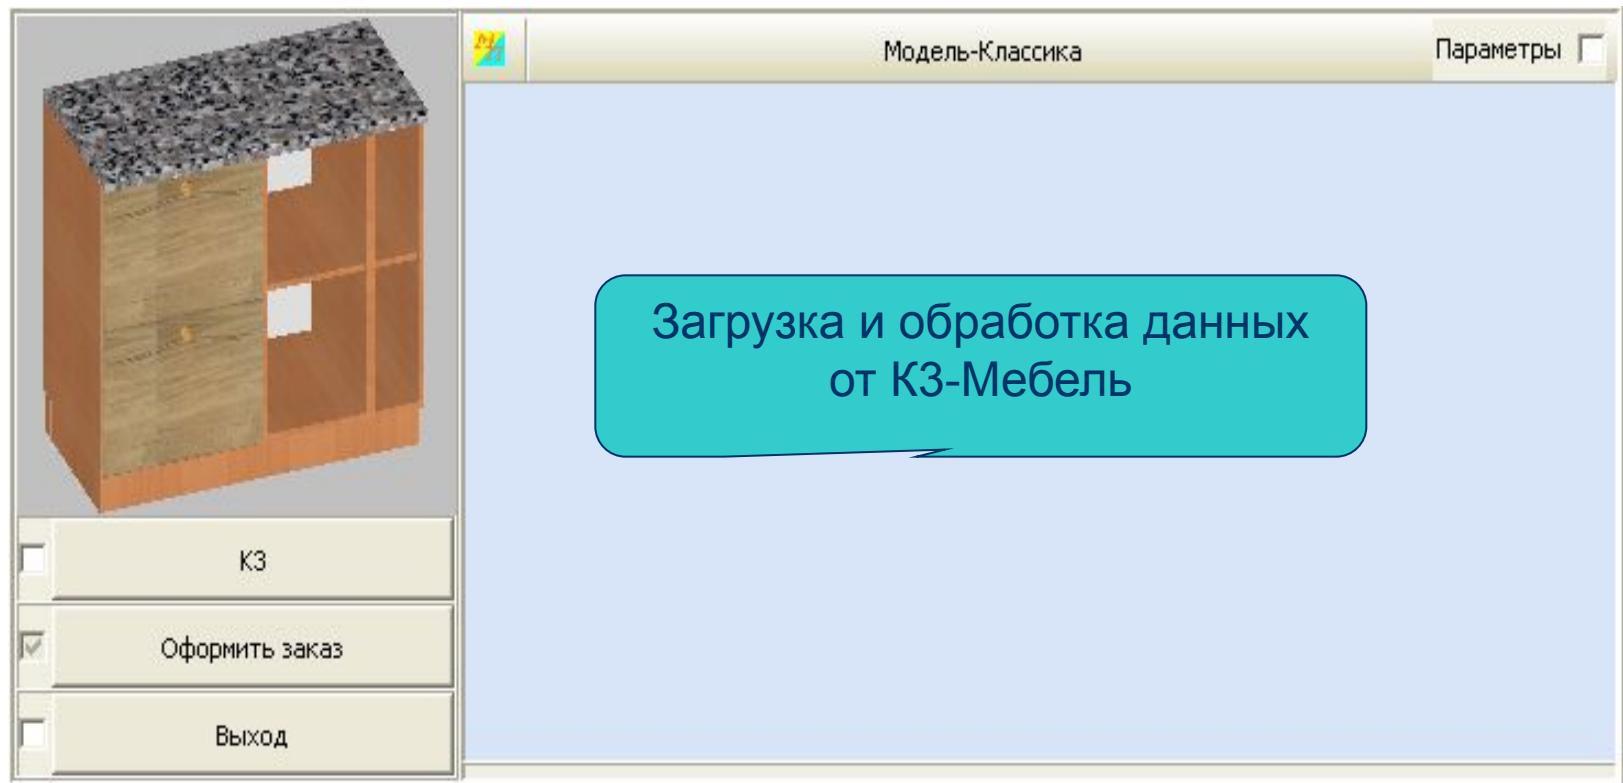 Модель-Классика
Параметры
Загрузка и обработка данных
от К3-Мебель
К3
Оформить заказ
Выход